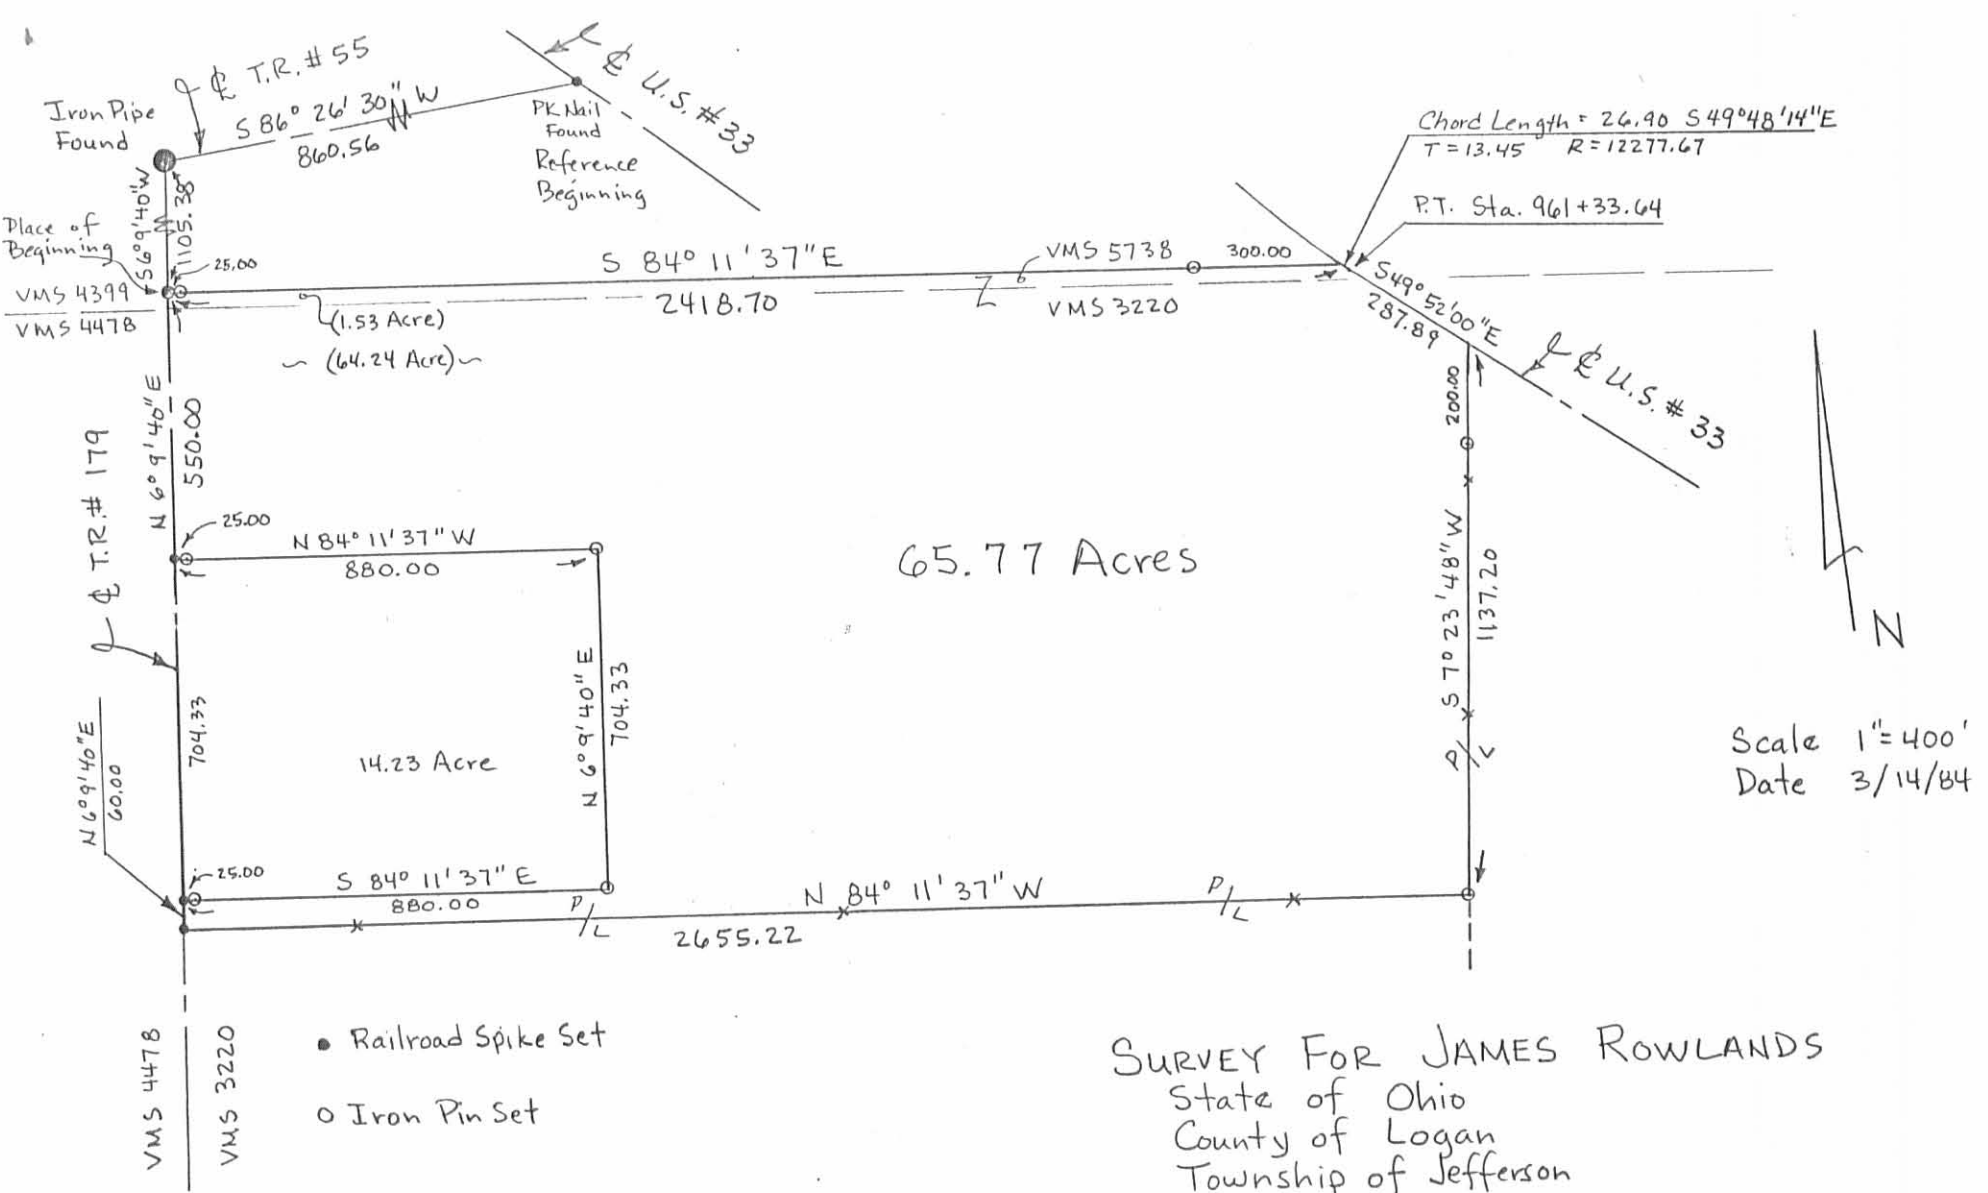 ℄ T.R. # 55
Iron Pipe
Found
S 86° 26' 30" W
860.56
℄ U.S. # 33
PK Nail
Found
Reference
Beginning
Chord Length = 26.90 S 49°48'14"E
T = 13.45 R = 12277.67
P.T. Sta. 961+33.64
S 6°9'40"W
1105.38
Place of
Beginning
25.00
VMS 4399
VMS 4478
S 84° 11' 37" E
2418.70
VMS 5738
VMS 3220
300.00
(1.53 Acre)
(64.24 Acre)
S 49° 52' 00" E
287.89
℄ U.S. # 33
200.00
N 6° 9' 40" E
550.00
℄ T.R. # 179
25.00
N 84° 11' 37" W
880.00
65.77 Acres
S 7° 23' 48" W
1137.20
N
704.33
14.23 Acre
N 6° 9' 40" E
704.33
P/L
Scale 1" = 400'
Date 3/14/84
N 6° 9' 40" E
60.00
25.00
S 84° 11' 37" E
880.00
P/L
N 84° 11' 37" W
2655.22
P/L
VMS 4478
VMS 3220
● Railroad Spike Set
○ Iron Pin Set
SURVEY FOR JAMES ROWLANDS
State of Ohio
County of Logan
Township of Jefferson